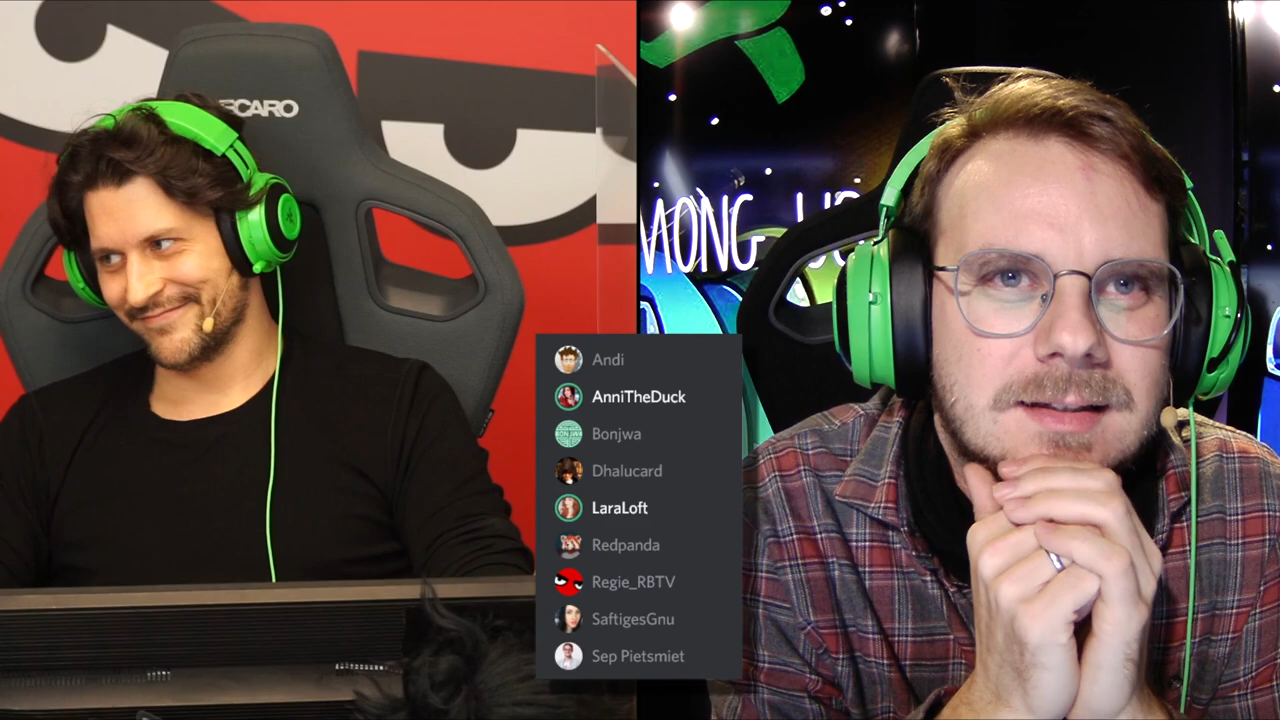 ECARO
MONG US
Andi
AnniTheDuck
Bonjwa
Dhalucard
LaraLoft
Redpanda
Regie_RBTV
SaftigesGnu
Sep Pietsmiet